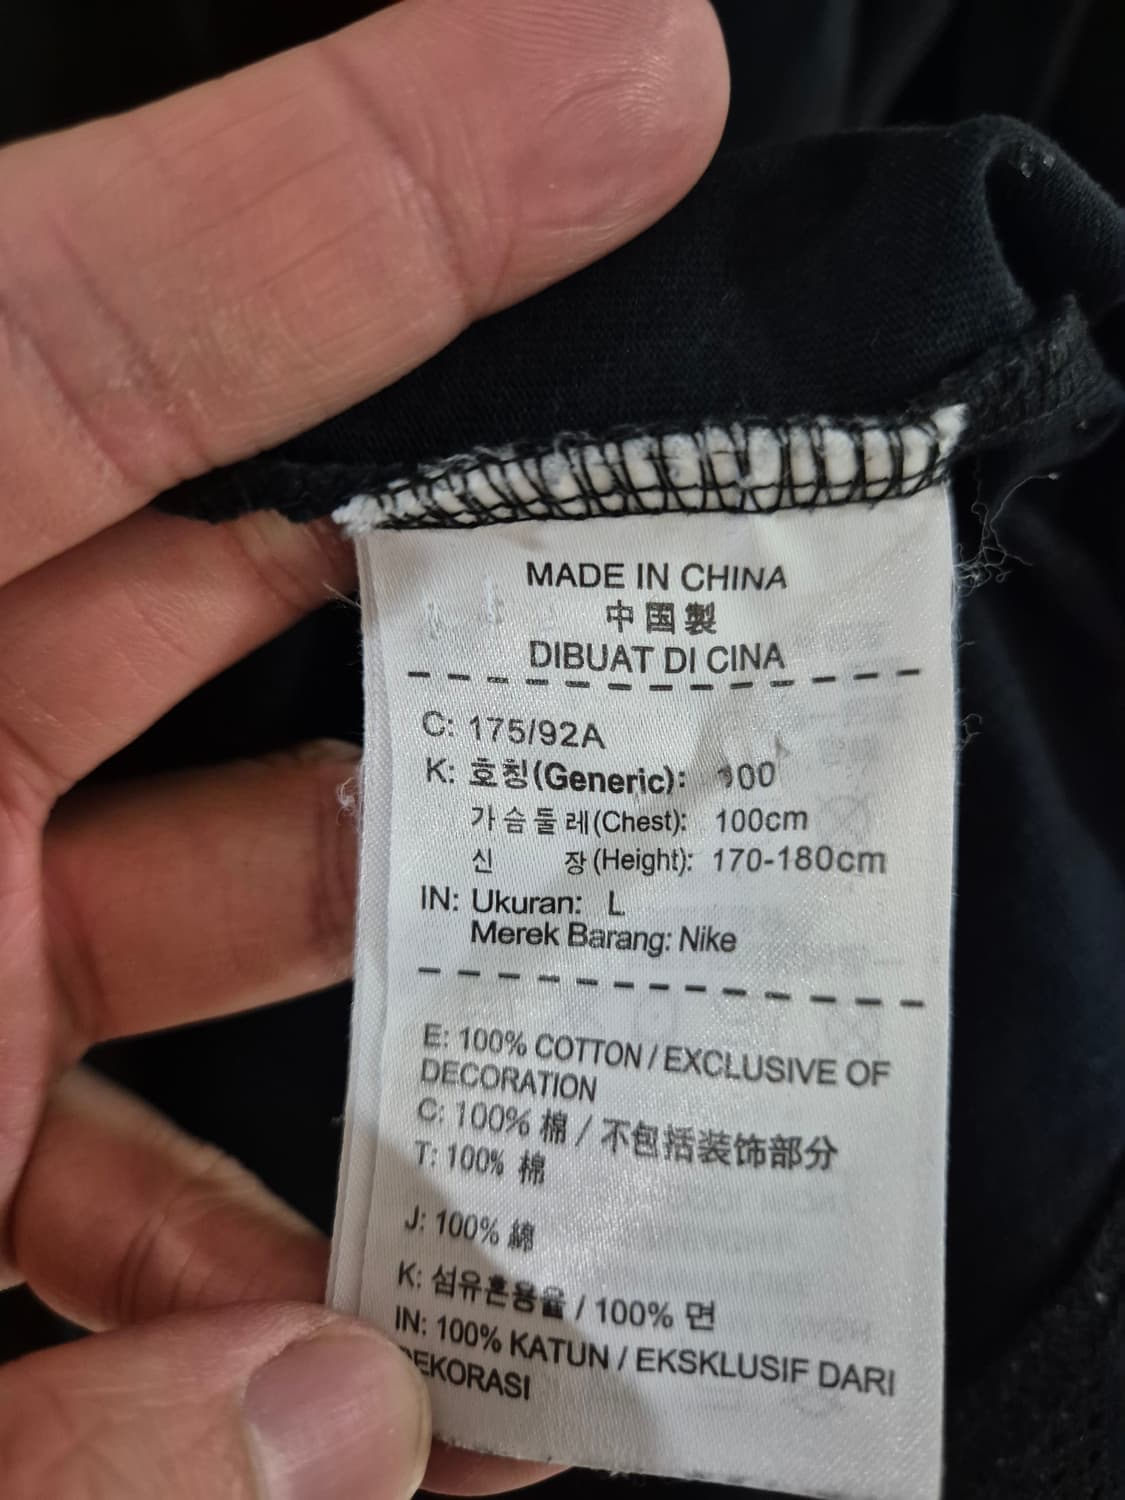 MADE IN CHINA
中国製
DIBUAT DI CINA
C: 175/92A
K: 호칭(Generic): 100
가슴둘레(Chest): 100cm
신 장(Height): 170-180cm
IN: Ukuran: L
Merek Barang: Nike
E: 100% COTTON / EXCLUSIVE OF
DECORATION
C: 100% 棉 / 不包括装饰部分
T: 100% 棉
J: 100% 綿
K: 섬유혼용율 / 100% 면
IN: 100% KATUN / EKSKLUSIF DARI
DEKORASI